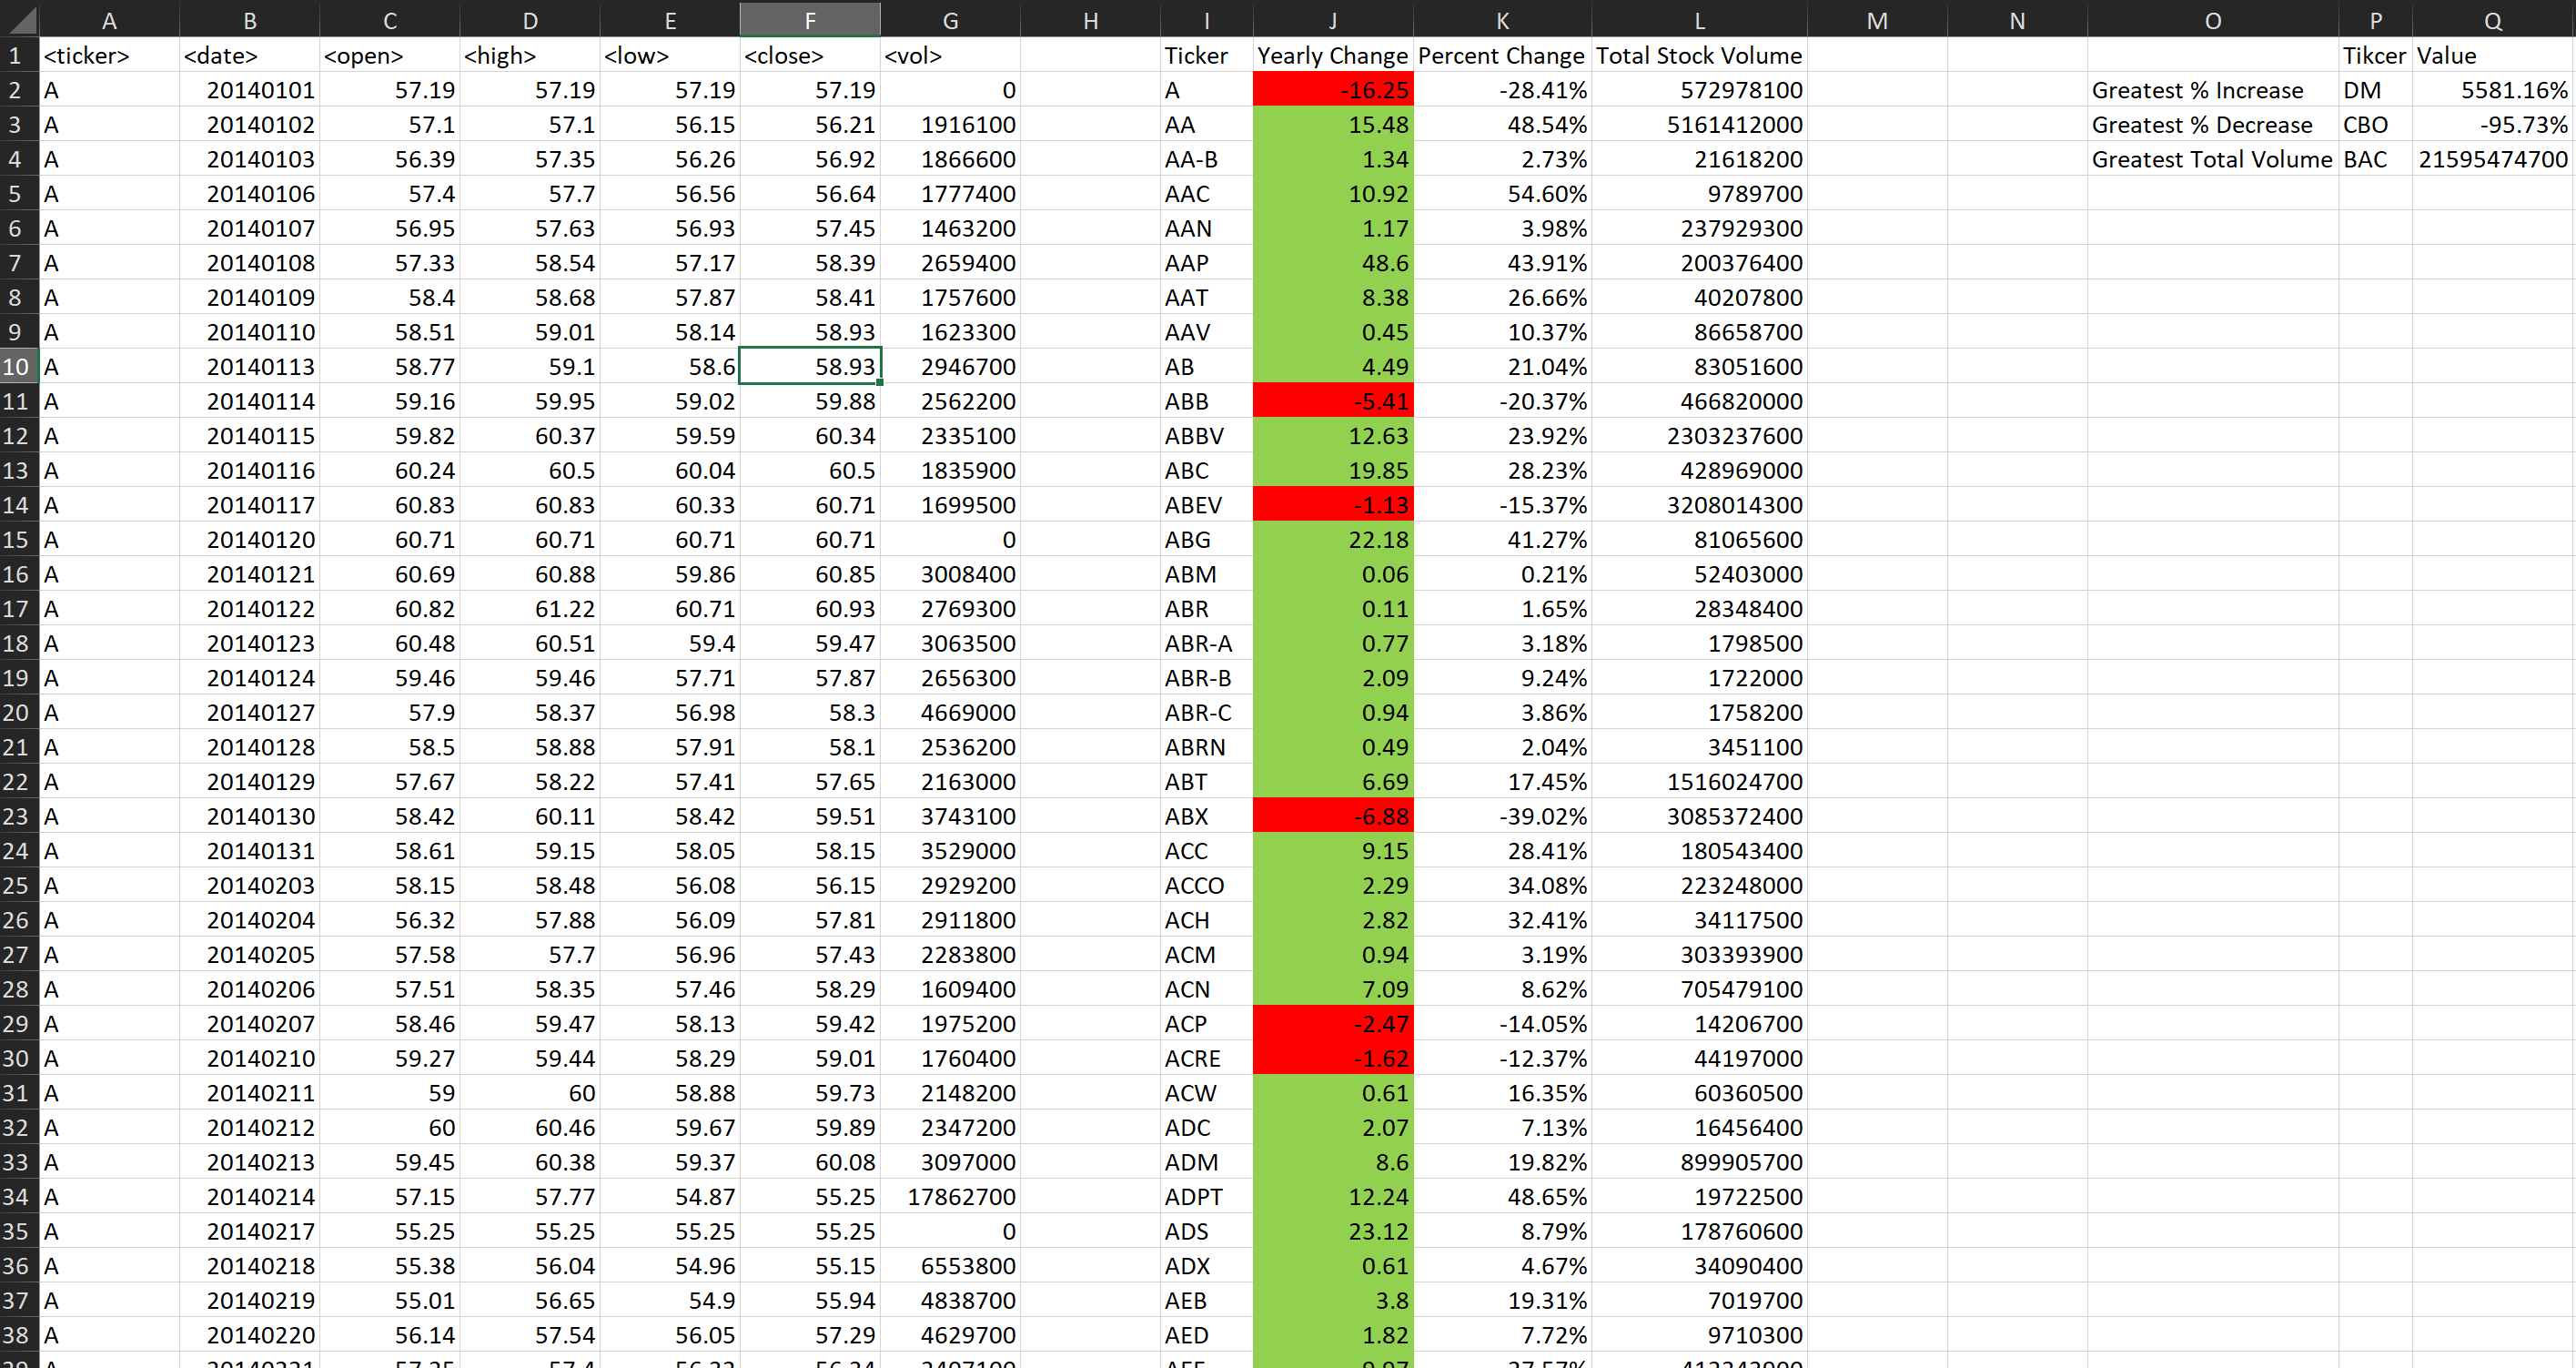 A B C D E F G H I J K L M N O P Q
1 <ticker> <date> <open> <high> <low> <close> <vol> Ticker Yearly Change Percent Change Total Stock Volume Tikcer Value
2 A 20140101 57.19 57.19 57.19 57.19 0 A -16.25 -28.41% 572978100 Greatest % Increase DM 5581.16%
3 A 20140102 57.1 57.1 56.15 56.21 1916100 AA 15.48 48.54% 5161412000 Greatest % Decrease CBO -95.73%
4 A 20140103 56.39 57.35 56.26 56.92 1866600 AA-B 1.34 2.73% 21618200 Greatest Total Volume BAC 21595474700
5 A 20140106 57.4 57.7 56.56 56.64 1777400 AAC 10.92 54.60% 9789700
6 A 20140107 56.95 57.63 56.93 57.45 1463200 AAN 1.17 3.98% 237929300
7 A 20140108 57.33 58.54 57.17 58.39 2659400 AAP 48.6 43.91% 200376400
8 A 20140109 58.4 58.68 57.87 58.41 1757600 AAT 8.38 26.66% 40207800
9 A 20140110 58.51 59.01 58.14 58.93 1623300 AAV 0.45 10.37% 86658700
10 A 20140113 58.77 59.1 58.6 58.93 2946700 AB 4.49 21.04% 83051600
11 A 20140114 59.16 59.95 59.02 59.88 2562200 ABB -5.41 -20.37% 466820000
12 A 20140115 59.82 60.37 59.59 60.34 2335100 ABBV 12.63 23.92% 2303237600
13 A 20140116 60.24 60.5 60.04 60.5 1835900 ABC 19.85 28.23% 428969000
14 A 20140117 60.83 60.83 60.33 60.71 1699500 ABEV -1.13 -15.37% 3208014300
15 A 20140120 60.71 60.71 60.71 60.71 0 ABG 22.18 41.27% 81065600
16 A 20140121 60.69 60.88 59.86 60.85 3008400 ABM 0.06 0.21% 52403000
17 A 20140122 60.82 61.22 60.71 60.93 2769300 ABR 0.11 1.65% 28348400
18 A 20140123 60.48 60.51 59.4 59.47 3063500 ABR-A 0.77 3.18% 1798500
19 A 20140124 59.46 59.46 57.71 57.87 2656300 ABR-B 2.09 9.24% 1722000
20 A 20140127 57.9 58.37 56.98 58.3 4669000 ABR-C 0.94 3.86% 1758200
21 A 20140128 58.5 58.88 57.91 58.1 2536200 ABRN 0.49 2.04% 3451100
22 A 20140129 57.67 58.22 57.41 57.65 2163000 ABT 6.69 17.45% 1516024700
23 A 20140130 58.42 60.11 58.42 59.51 3743100 ABX -6.88 -39.02% 3085372400
24 A 20140131 58.61 59.15 58.05 58.15 3529000 ACC 9.15 28.41% 180543400
25 A 20140203 58.15 58.48 56.08 56.15 2929200 ACCO 2.29 34.08% 223248000
26 A 20140204 56.32 57.88 56.09 57.81 2911800 ACH 2.82 32.41% 34117500
27 A 20140205 57.58 57.7 56.96 57.43 2283800 ACM 0.94 3.19% 303393900
28 A 20140206 57.51 58.35 57.46 58.29 1609400 ACN 7.09 8.62% 705479100
29 A 20140207 58.46 59.47 58.13 59.42 1975200 ACP -2.47 -14.05% 14206700
30 A 20140210 59.27 59.44 58.29 59.01 1760400 ACRE -1.62 -12.37% 44197000
31 A 20140211 59 60 58.88 59.73 2148200 ACW 0.61 16.35% 60360500
32 A 20140212 60 60.46 59.67 59.89 2347200 ADC 2.07 7.13% 16456400
33 A 20140213 59.45 60.38 59.37 60.08 3097000 ADM 8.6 19.82% 899905700
34 A 20140214 57.15 57.77 54.87 55.25 17862700 ADPT 12.24 48.65% 19722500
35 A 20140217 55.25 55.25 55.25 55.25 0 ADS 23.12 8.79% 178760600
36 A 20140218 55.38 56.04 54.96 55.15 6553800 ADX 0.61 4.67% 34090400
37 A 20140219 55.01 56.65 54.9 55.94 4838700 AEB 3.8 19.31% 7019700
38 A 20140220 56.14 57.54 56.05 57.29 4629700 AED 1.82 7.72% 9710300